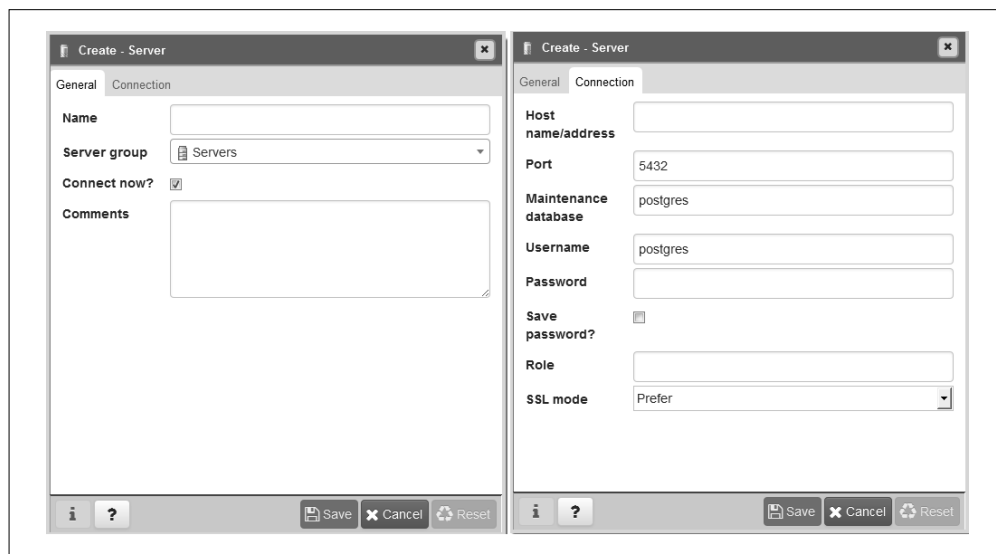 Create - Server
General Connection
Name
Server group Servers
Connect now?
Comments
i ? Save Cancel Reset
Create - Server
General Connection
Host
name/address
Port 5432
Maintenance
database postgres
Username postgres
Password
Save
password?
Role
SSL mode Prefer
i ? Save Cancel Reset